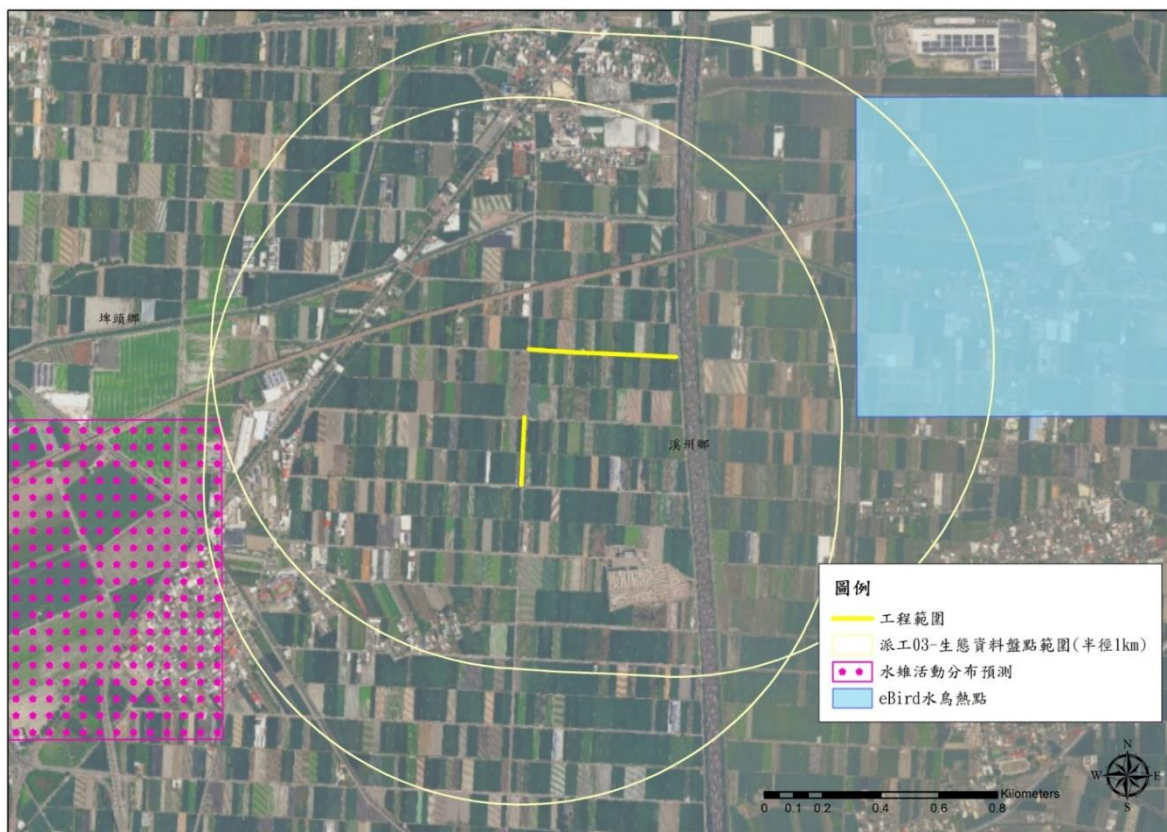 埤頭鄉
溪州鄉
圖例
工程範圍
派工03-生態資料盤點範圍(半徑1km)
水雉活動分布預測
eBird水鳥熱點
N
W E
S
Kilometers
0 0.1 0.2 0.4 0.6 0.8